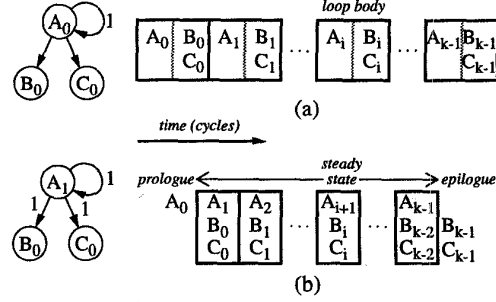 loop body
A0 1 A0 B0 A1 B1 ... Ai Bi ... Ak-1 Bk-1
B0 C0 C0 C1 Ci Ck-1
(a)
time (cycles)
steady
prologue state epilogue
A1 1 A0 A1 A2 Ai+1 Ak-1
1 1 B0 B1 ... Bi ... Bk-2 Bk-1
B0 C0 C0 C1 Ci Ck-2 Ck-1
(b)